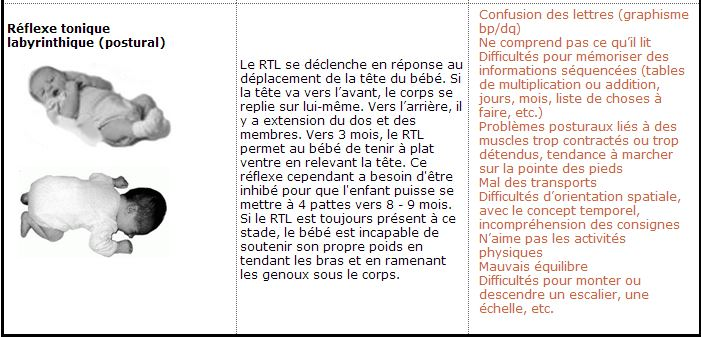 Réflexe tonique
labyrinthique (postural)
Le RTL se déclenche en réponse au
déplacement de la tête du bébé. Si
la tête va vers l’avant, le corps se
replie sur lui-même. Vers l’arrière, il
y a extension du dos et des
membres. Vers 3 mois, le RTL
permet au bébé de tenir à plat
ventre en relevant la tête. Ce
réflexe cependant a besoin d'être
inhibé pour que l'enfant puisse se
mettre à 4 pattes vers 8 - 9 mois.
Si le RTL est toujours présent à ce
stade, le bébé est incapable de
soutenir son propre poids en
tendant les bras et en ramenant
les genoux sous le corps.
Confusion des lettres (graphisme
bp/dq)
Ne comprend pas ce qu’il lit
Difficultés pour mémoriser des
informations séquencées (tables
de multiplication ou addition,
jours, mois, liste de choses à
faire, etc.)
Problèmes posturaux liés à des
muscles trop contractés ou trop
détendus, tendance à marcher
sur la pointe des pieds
Mal des transports
Difficultés d’orientation spatiale,
avec le concept temporel,
incompréhension des consignes
N’aime pas les activités
physiques
Mauvais équilibre
Difficultés pour monter ou
descendre un escalier, une
échelle, etc.